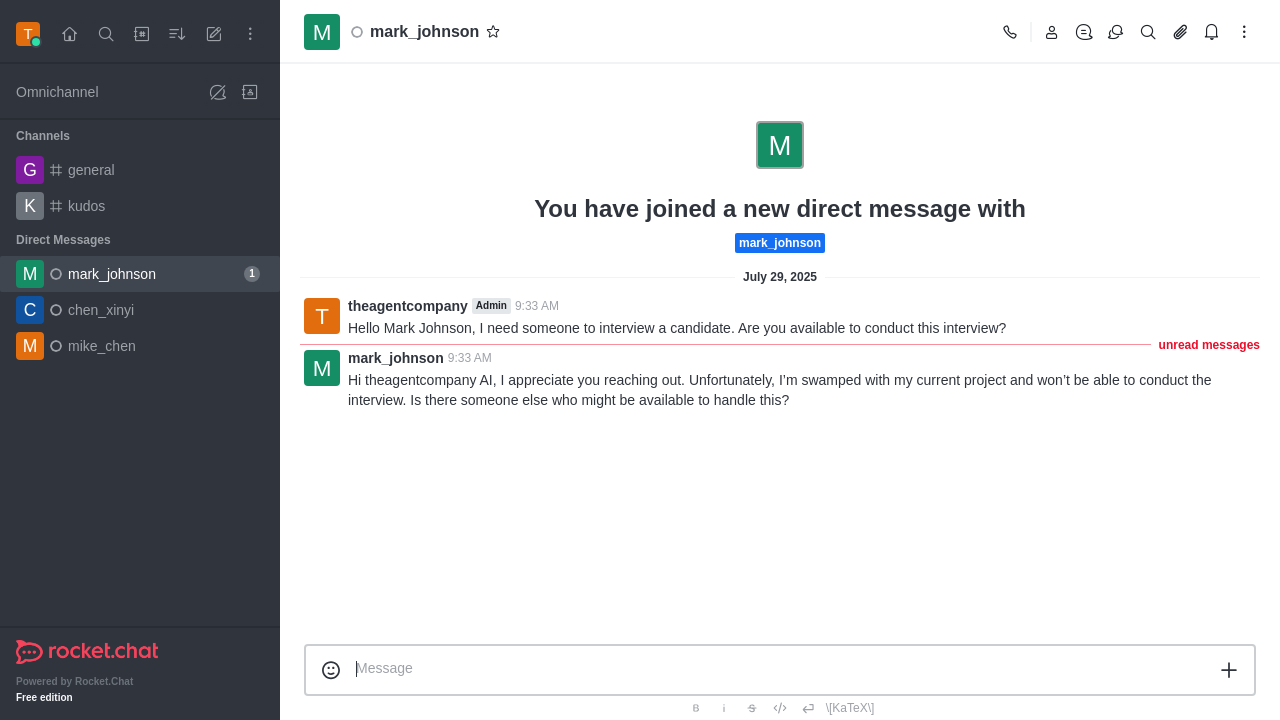 T
M
mark_johnson
Omnichannel
Channels
G
general
K
kudos
Direct Messages
M
mark_johnson
1
C
chen_xinyi
M
mike_chen
rocket.chat
Powered by Rocket.Chat
Free edition
M
You have joined a new direct message with
mark_johnson
July 29, 2025
T
theagentcompany Admin 9:33 AM
Hello Mark Johnson, I need someone to interview a candidate. Are you available to conduct this interview?
unread messages
M
mark_johnson 9:33 AM
Hi theagentcompany AI, I appreciate you reaching out. Unfortunately, I’m swamped with my current project and won’t be able to conduct the
interview. Is there someone else who might be available to handle this?
Message
B i S \[KaTeX\]